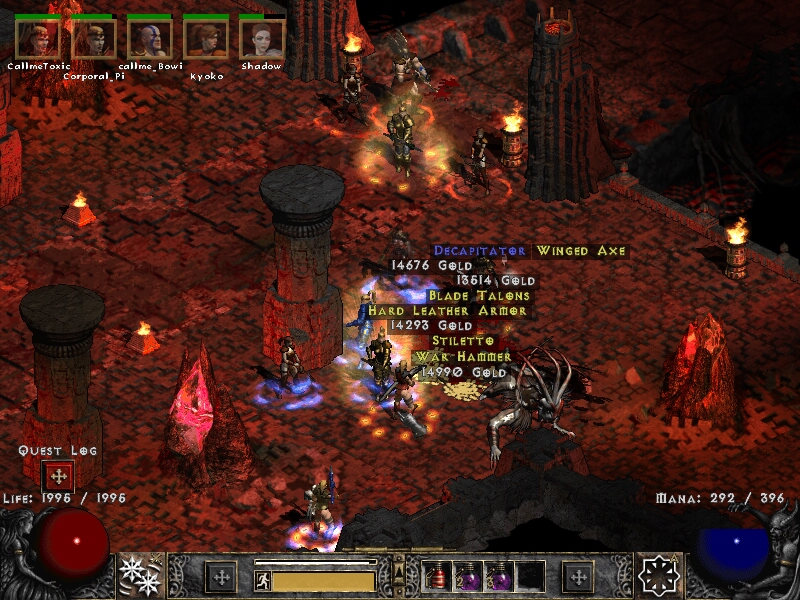 CallmeToxic
Corporal_Pi
callme_Bowi
Kyoko
Shadow
Decapitator Winged Axe
14676 Gold
13514 Gold
Blade Talons
Hard Leather Armor
14293 Gold
Stiletto
War Hammer
14990 Gold
Quest Log
Life: 1995 / 1995
Mana: 292 / 396